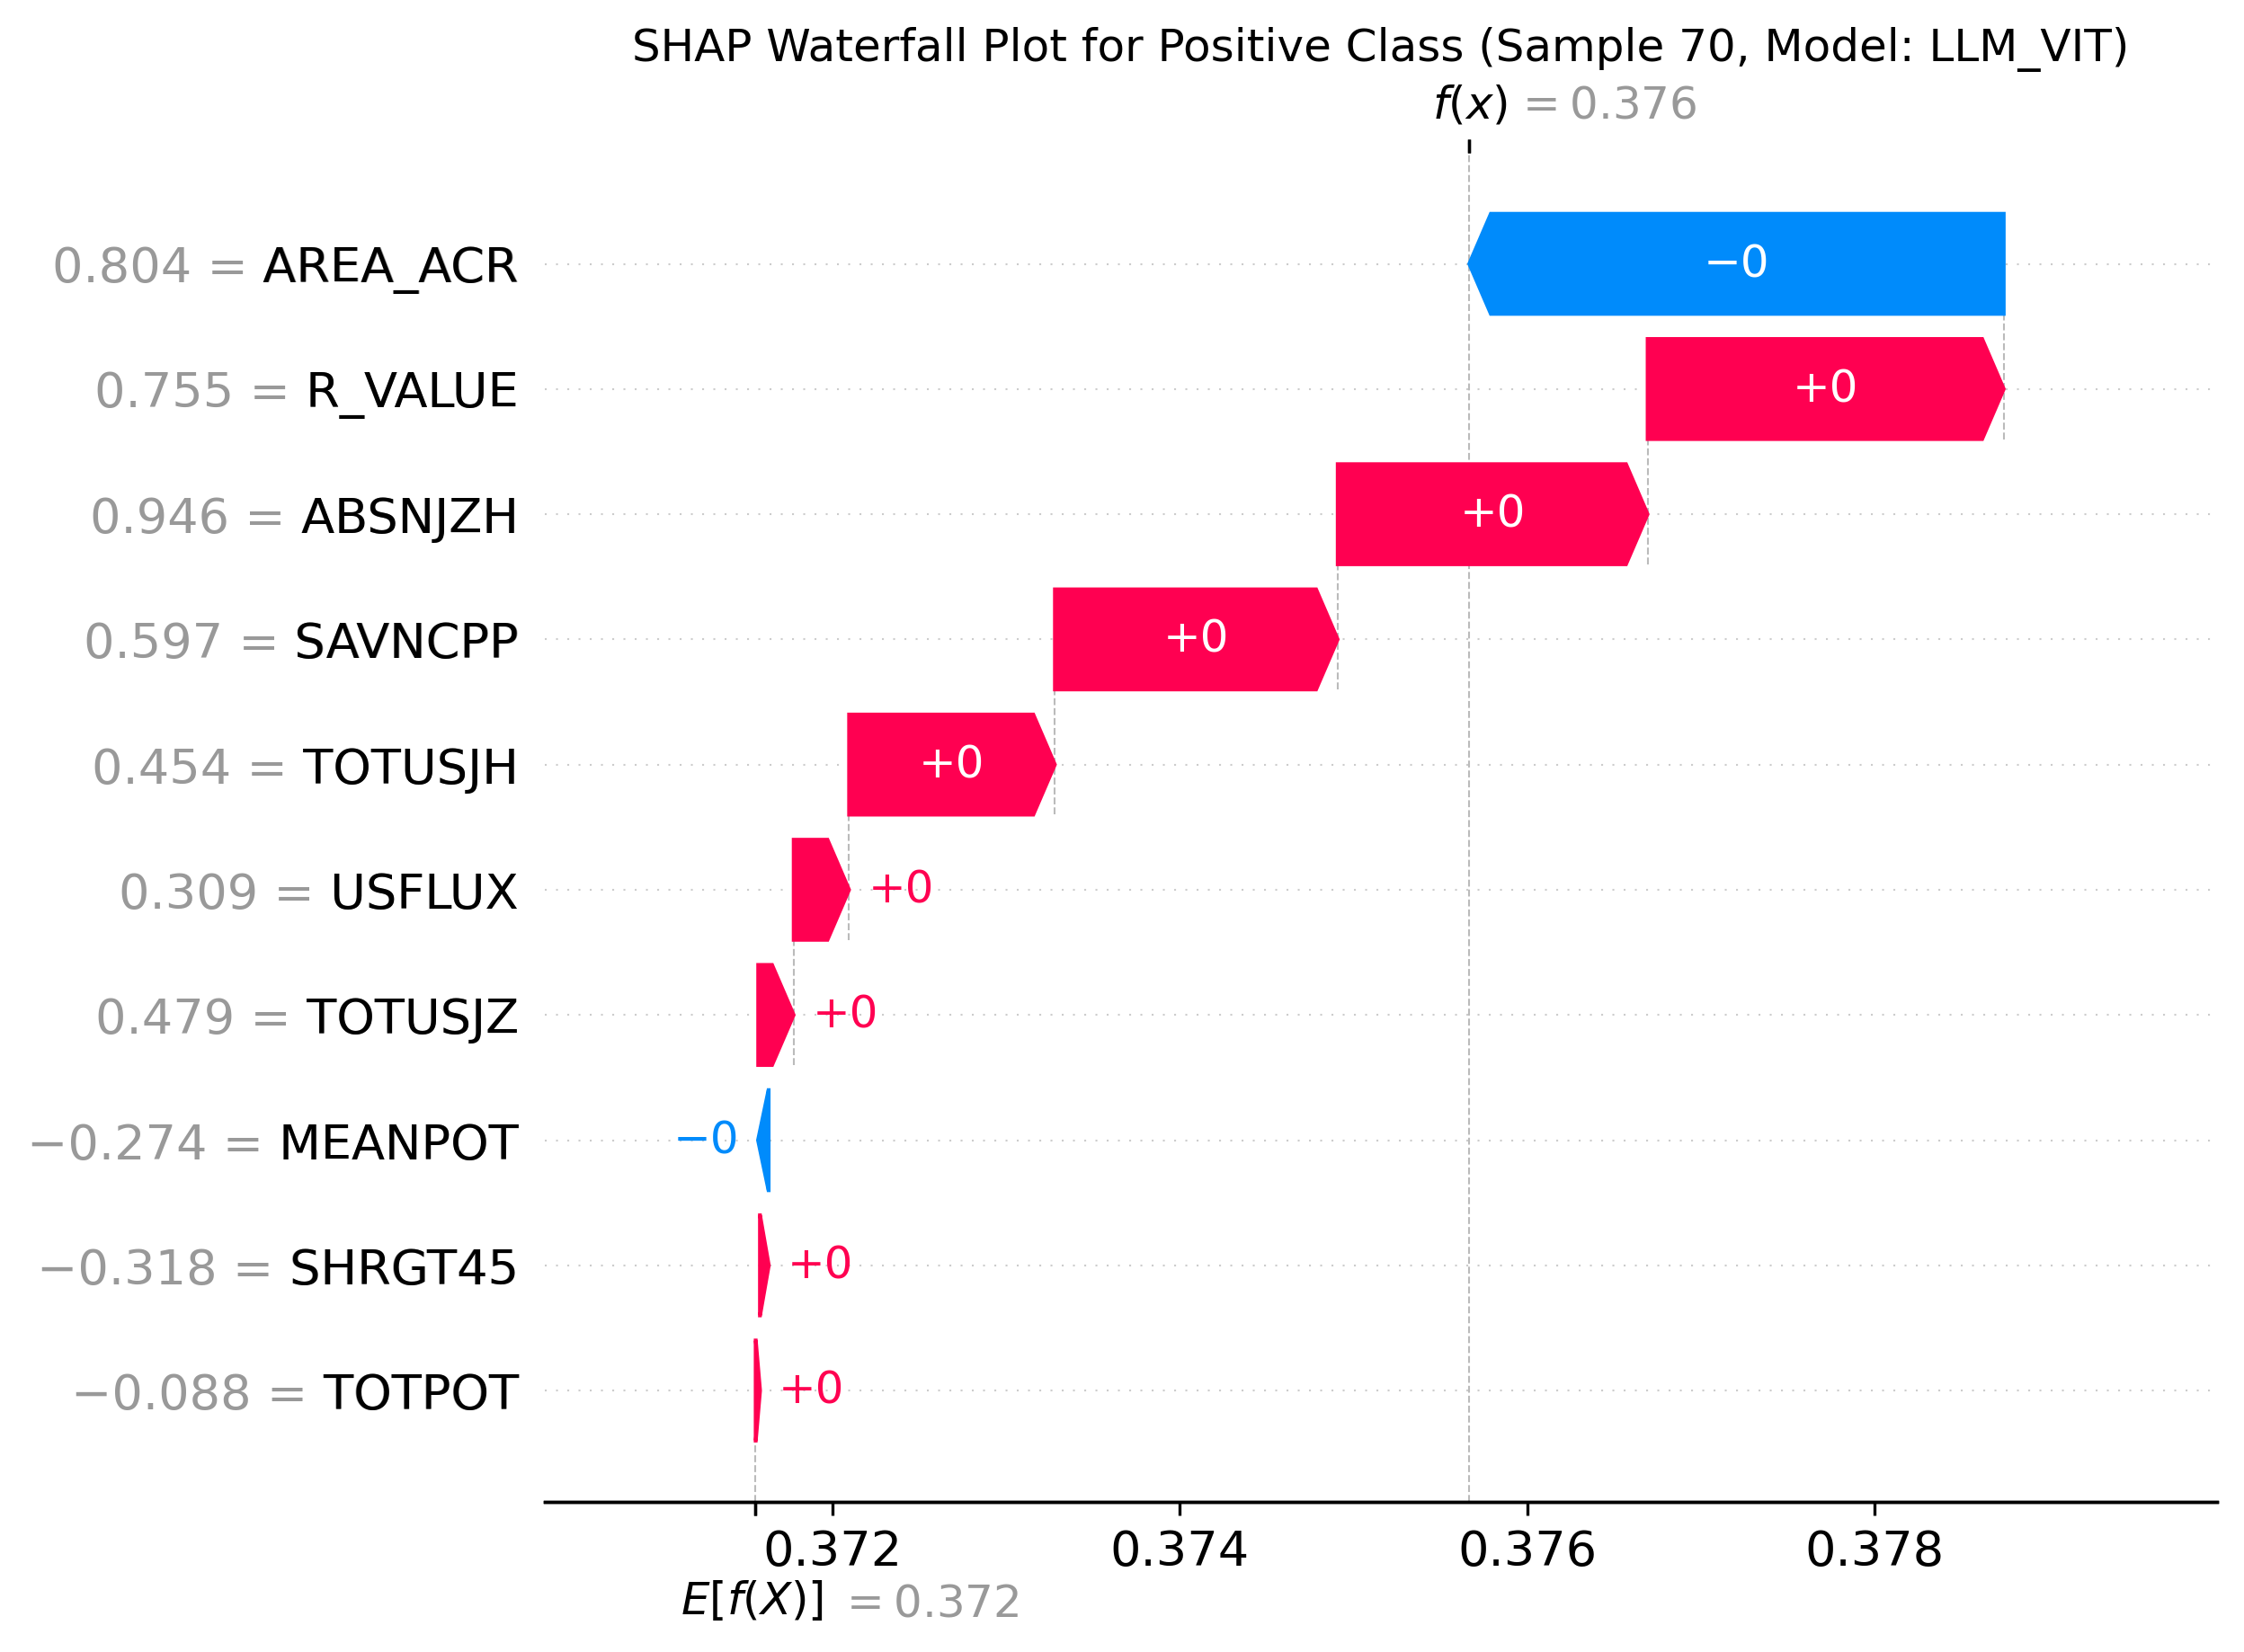 SHAP Waterfall Plot for Positive Class (Sample 70, Model: LLM_VIT)
f(x) = 0.376
0.804 = AREA_ACR −0
0.755 = R_VALUE +0
0.946 = ABSNJZH +0
0.597 = SAVNCPP +0
0.454 = TOTUSJH +0
0.309 = USFLUX +0
0.479 = TOTUSJZ +0
−0.274 = MEANPOT −0
−0.318 = SHRGT45 +0
−0.088 = TOTPOT +0
0.372 0.374 0.376 0.378
E[f(X)] = 0.372